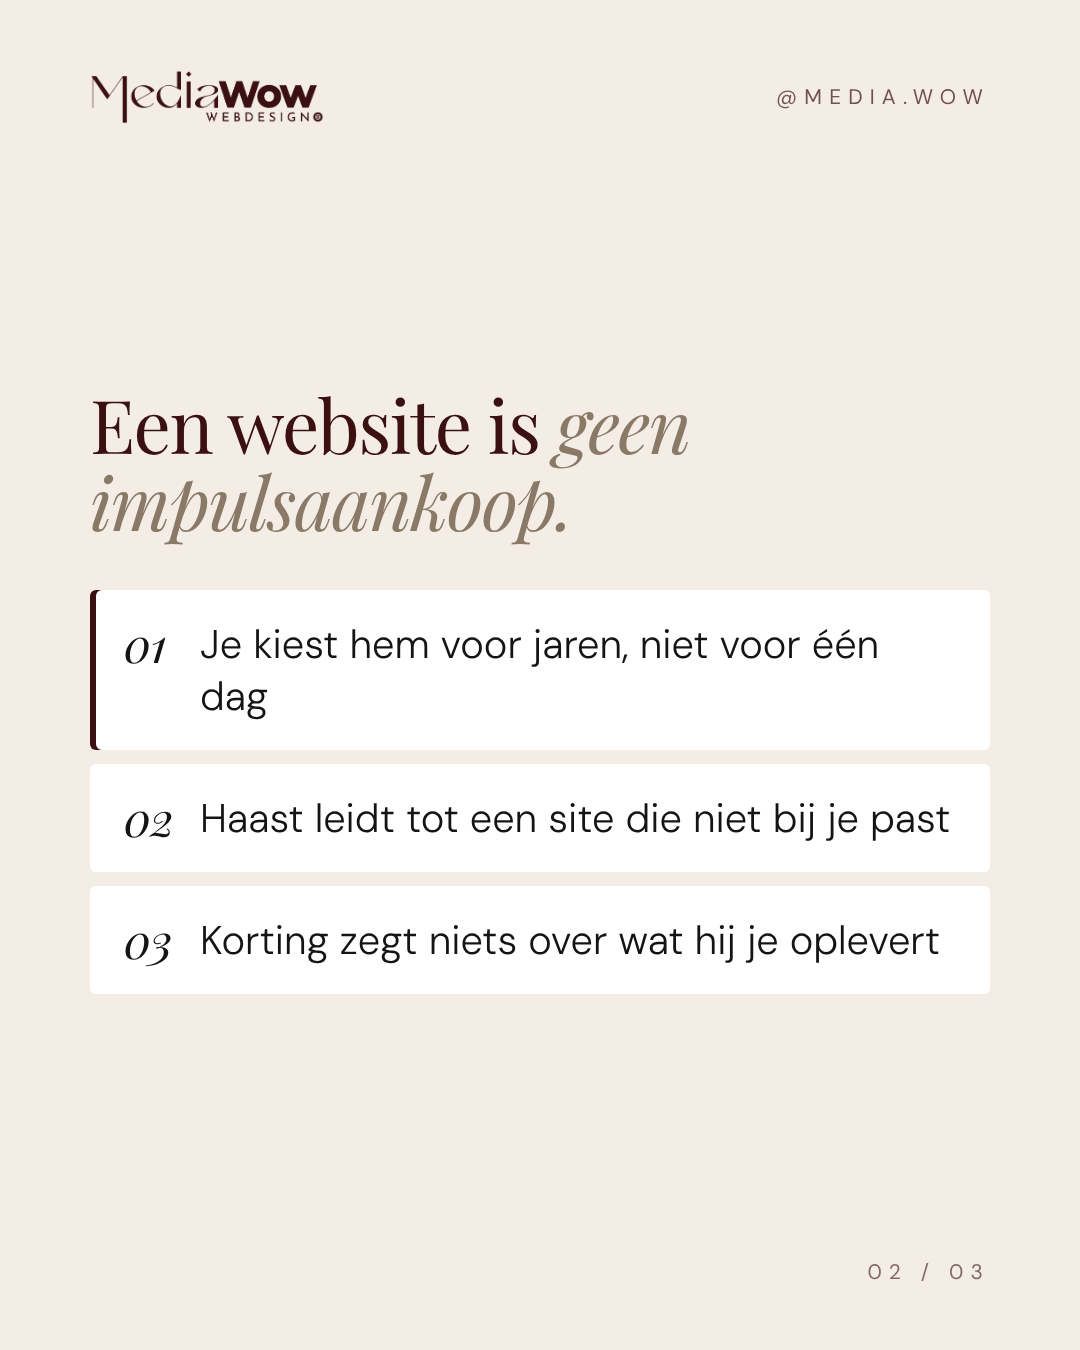 MediaWow
WEBDESIGN
@MEDIA.WOW
Een website is geen
impulsaankoop.
01 Je kiest hem voor jaren, niet voor één
dag
02 Haast leidt tot een site die niet bij je past
03 Korting zegt niets over wat hij je oplevert
02 / 03